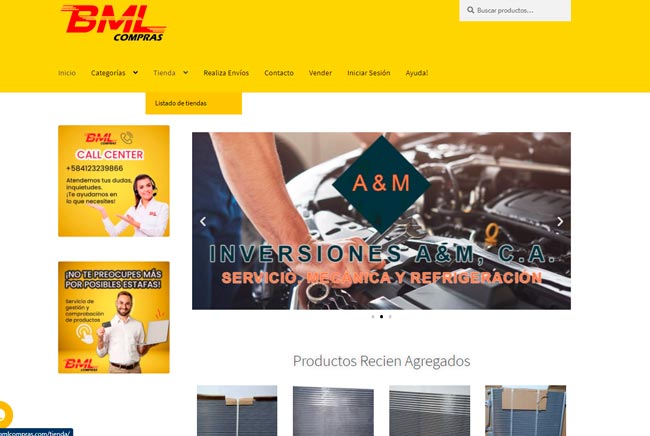 BML
COMPRAS
Buscar productos…
Inicio
Categorías
Tienda
Realiza Envíos
Contacto
Vender
Iniciar Sesión
Ayuda!
Listado de tiendas
BML
COMPRAS
CALL CENTER
+584123239866
Atendemos tus dudas,
inquietudes.
¡Te ayudamos en
lo que necesites!
A & M
INVERSIONES A&M, C.A.
SERVICIO, MECANICA Y REFRIGERACION
¡NO TE PREOCUPES MÁS
POR POSIBLES ESTAFAS!
Servicio de
gestión y
comprobación
de productos
BML
COMPRAS
Productos Recien Agregados
bmlcompras.com/tienda/